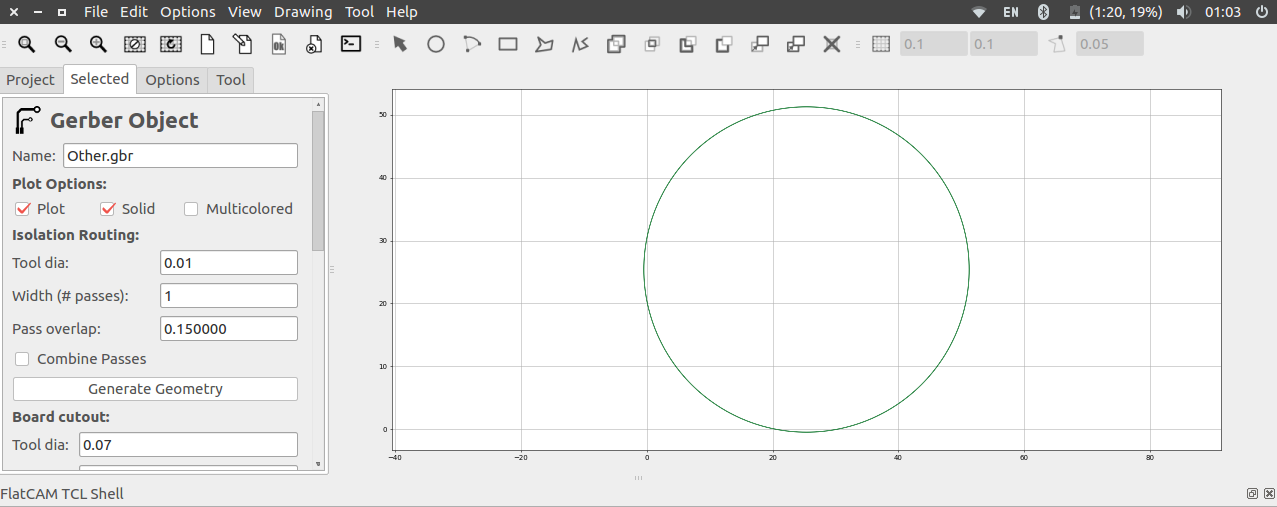 File Edit Options View Drawing Tool Help EN (1:20, 19%) 01:03
Ok 0.1 0.1 0.05
Project Selected Options Tool
Gerber Object
Name: Other.gbr
Plot Options:
Plot Solid Multicolored
Isolation Routing:
Tool dia: 0.01
Width (# passes): 1
Pass overlap: 0.150000
Combine Passes
Generate Geometry
Board cutout:
Tool dia: 0.07
50
40
30
20
10
0
−40 −20 0 20 40 60 80
FlatCAM TCL Shell